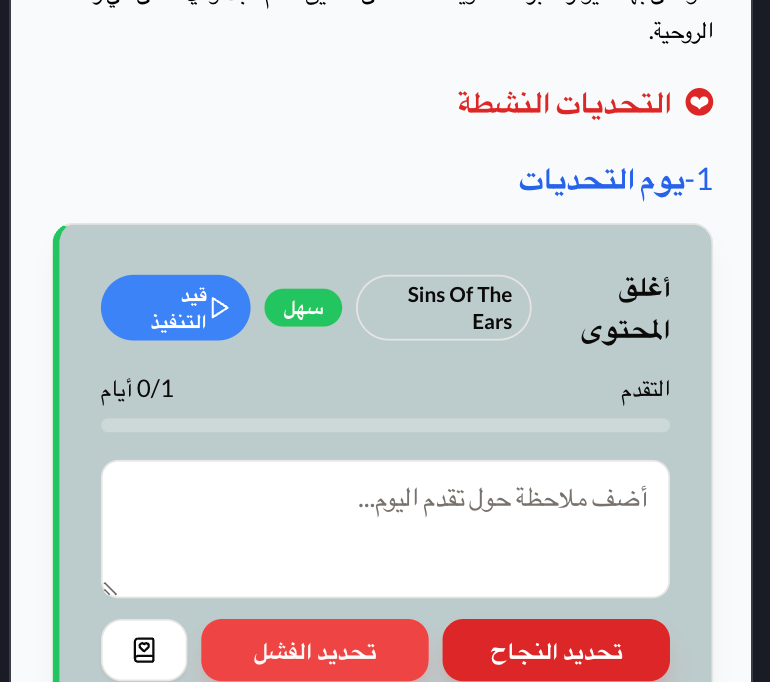 الروحية.
التحديات النشطة
1-يوم التحديات
أغلق
المحتوى
Sins Of The
Ears
سهل
قيد
التنفيذ
التقدم
0/1 أيام
أضف ملاحظة حول تقدم اليوم...
تحديد النجاح
تحديد الفشل